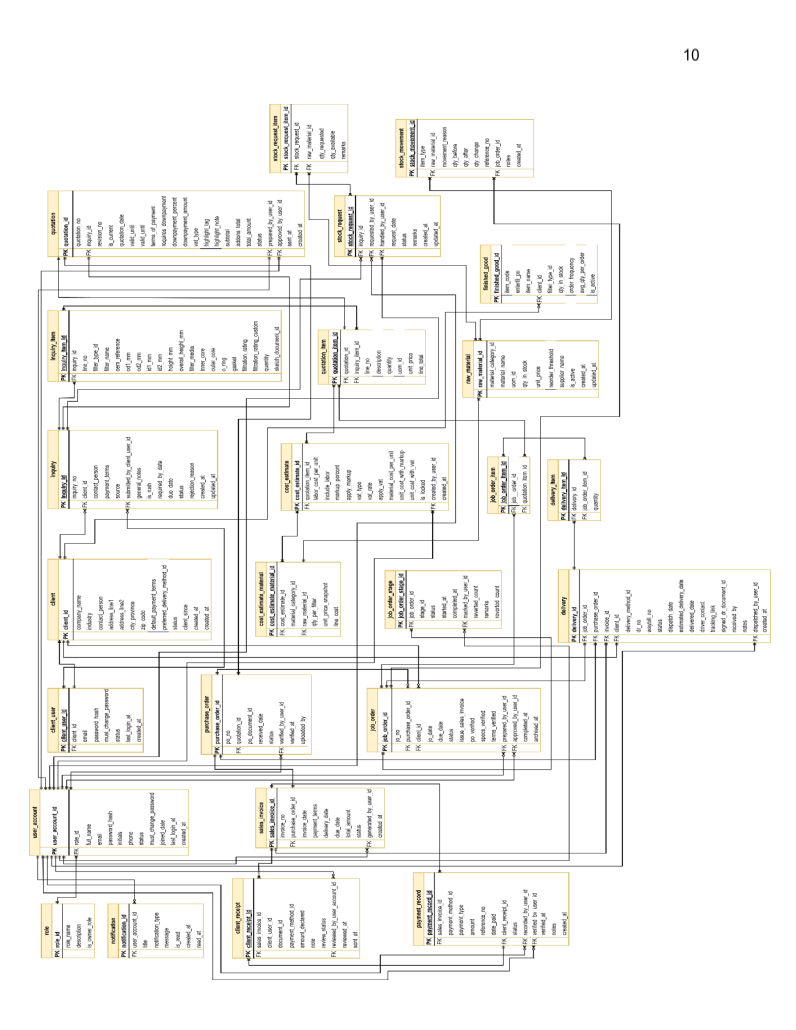 10
role
PK role_id
role_name
description
is_owner_role
notification
PK notification_id
FK user_account_id
title
notification_type
message
is_read
created_at
read_at
user_account
PK user_account_id
FK role_id
full_name
email
password_hash
initials
phone
status
must_change_password
joined_date
last_login_at
created_at
client_user
PK client_user_id
FK client_id
email
password_hash
must_change_password
status
last_login_at
created_at
client
PK client_id
company_name
industry
contact_person
address_line1
address_line2
city_province
zip_code
default_payment_terms
preferred_delivery_method_id
status
client_since
created_at
created_at
inquiry
PK inquiry_id
inquiry_no
FK client_id
contact_person
payment_terms
source
FK submitted_by_client_user_id
general_notes
is_rush
required_by_date
due_date
status
rejection_reason
created_at
updated_at
inquiry_item
PK inquiry_item_id
FK inquiry_id
line_no
filter_type_id
filter_name
oem_reference
od1_mm
od2_mm
id1_mm
id2_mm
height_mm
overall_height_mm
filter_media
inner_core
outer_core
o_ring
gasket
filtration_rating
filtration_rating_custom
quantity
sketch_document_id
quotation
PK quotation_id
quotation_no
FK inquiry_id
revision_no
is_current
quotation_date
valid_until
valid_until
terms_of_payment
requires_downpayment
downpayment_percent
downpayment_amount
vat_type
highlight_tag
highlight_note
subtotal
addons_total
total_amount
status
FK prepared_by_user_id
FK approved_by_user_id
sent_at
created_at
client_receipt
PK client_receipt_id
FK sales_invoice_id
client_user_id
document_id
payment_method_id
amount_declared
note
review_status
FK reviewed_by_user_account_id
reviewed_at
sent_at
sales_invoice
PK sales_invoice_id
invoice_no
FK purchase_order_id
invoice_date
payment_terms
delivery_date
due_date
total_amount
status
FK generated_by_user_id
created_at
purchase_order
PK purchase_order_id
po_no
FK quotation_id
po_document_id
received_date
status
FK verified_by_user_id
verified_at
uploaded_by
cost_estimate_material
PK cost_estimate_material_id
FK cost_estimate_id
material_category_id
FK raw_material_id
qty_per_filter
unit_price_snapshot
line_cost
cost_estimate
PK cost_estimate_id
FK quotation_item_id
labor_cost_per_unit
include_labor
markup_percent
apply_markup
vat_type
vat_rate
apply_vat
material_cost_per_unit
unit_cost_with_markup
unit_cost_with_vat
is_locked
FK created_by_user_id
created_at
quotation_item
PK quotation_item_id
FK quotation_id
FK inquiry_item_id
line_no
description
quantity
uom_id
unit_price
line_total
stock_request
PK stock_request_id
FK inquiry_id
FK requested_by_user_id
FK handled_by_user_id
request_date
status
remarks
created_at
updated_at
stock_request_item
PK stock_request_item_id
FK stock_request_id
FK raw_material_id
qty_requested
qty_available
remarks
payment_record
PK payment_record_id
FK sales_invoice_id
payment_method_id
payment_type
amount
reference_no
date_paid
FK client_receipt_id
status
FK recorded_by_user_id
FK verified_by_user_id
verified_at
notes
created_at
job_order
PK job_order_id
jo_no
FK purchase_order_id
FK client_id
jo_date
due_date
status
issue_sales_invoice
po_verified
specs_verified
terms_verified
FK prepared_by_user_id
FK approved_by_user_id
completed_at
archived_at
job_order_stage
PK job_order_stage_id
FK job_order_id
stage_id
status
started_at
completed_at
FK marked_by_user_id
reworked_count
remarks
job_order_item
PK job_order_item_id
FK job_order_id
FK quotation_item_id
raw_material
PK raw_material_id
material_category_id
material_name
uom_id
qty_in_stock
unit_price
reorder_threshold
supplier_name
is_active
created_at
updated_at
finished_good
PK finished_good_id
item_code
item_name
FK client_id
filter_type_id
qty_in_stock
order_frequency
avg_qty_per_order
is_active
stock_movement
PK stock_movement_id
item_type
FK raw_material_id
movement_reason
qty_before
qty_after
qty_change
reference_no
FK job_order_id
notes
created_at
delivery
PK delivery_id
FK job_order_id
FK purchase_order_id
FK invoice_id
FK client_id
delivery_method_id
dr_no
waybill_no
status
dispatch_date
estimated_delivery_date
delivered_date
driver_contact
tracking_link
signed_dr_document_id
received_by
notes
FK dispatched_by_user_id
created_at
delivery_item
PK delivery_item_id
FK delivery_id
FK job_order_item_id
quantity